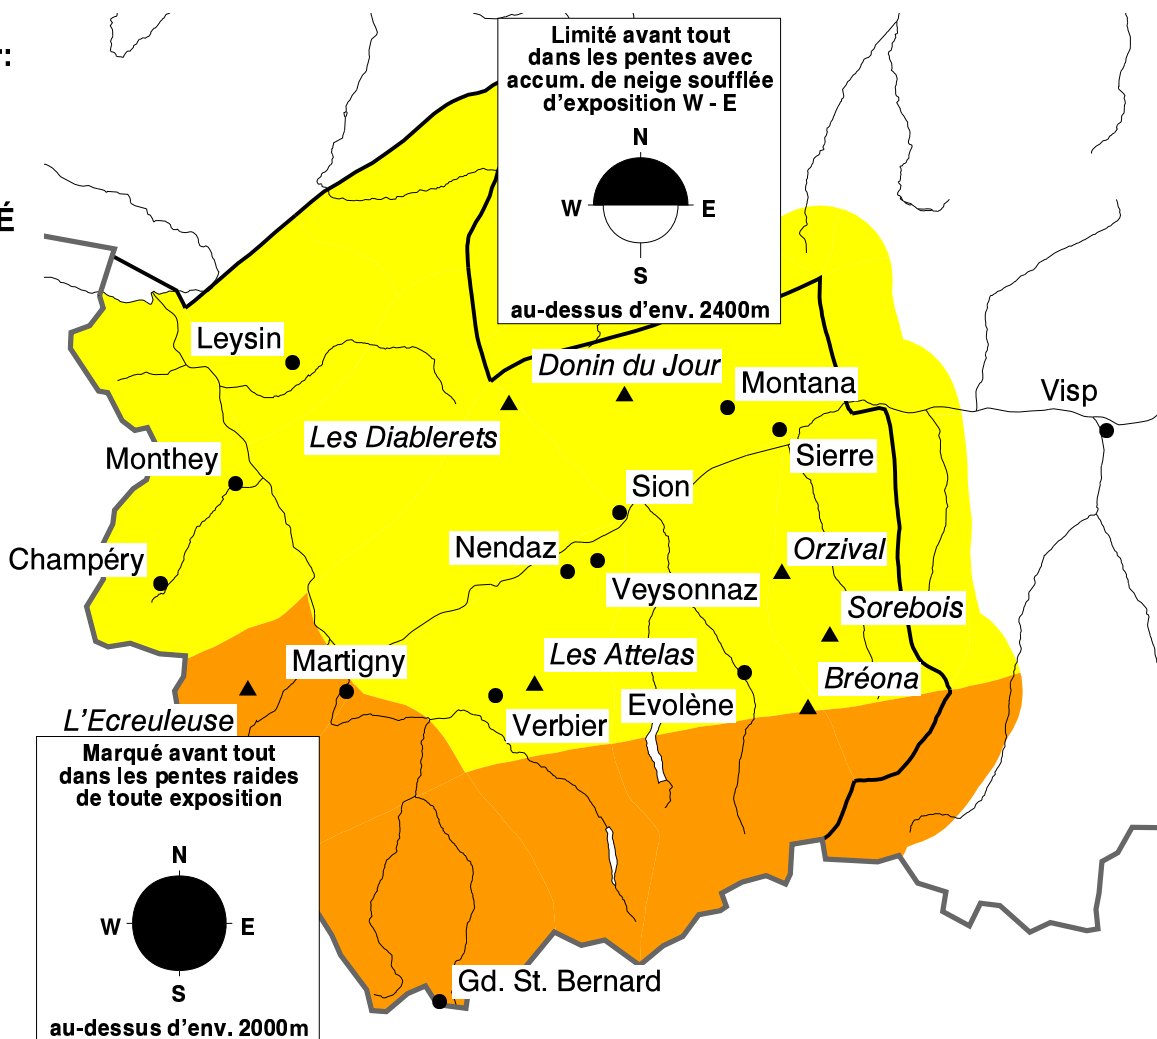 r:
É
Limité avant tout
dans les pentes avec
accum. de neige soufflée
d'exposition W - E
N
W
E
S
au-dessus d'env. 2400m
Leysin
Donin du Jour
Montana
Visp
Les Diablerets
Sierre
Monthey
Sion
Nendaz
Orzival
Champéry
Veysonnaz
Sorebois
Martigny
Les Attelas
Bréona
Evolène
L'Ecreuleuse
Verbier
Marqué avant tout
dans les pentes raides
de toute exposition
N
W
E
S
au-dessus d'env. 2000m
Gd. St. Bernard